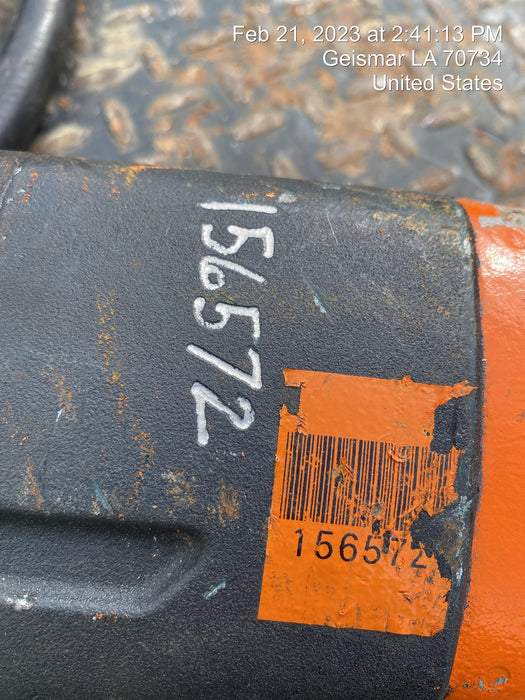 Feb 21, 2023 at 2:41:13 PM
Geismar LA 70734
United States
156572
156572